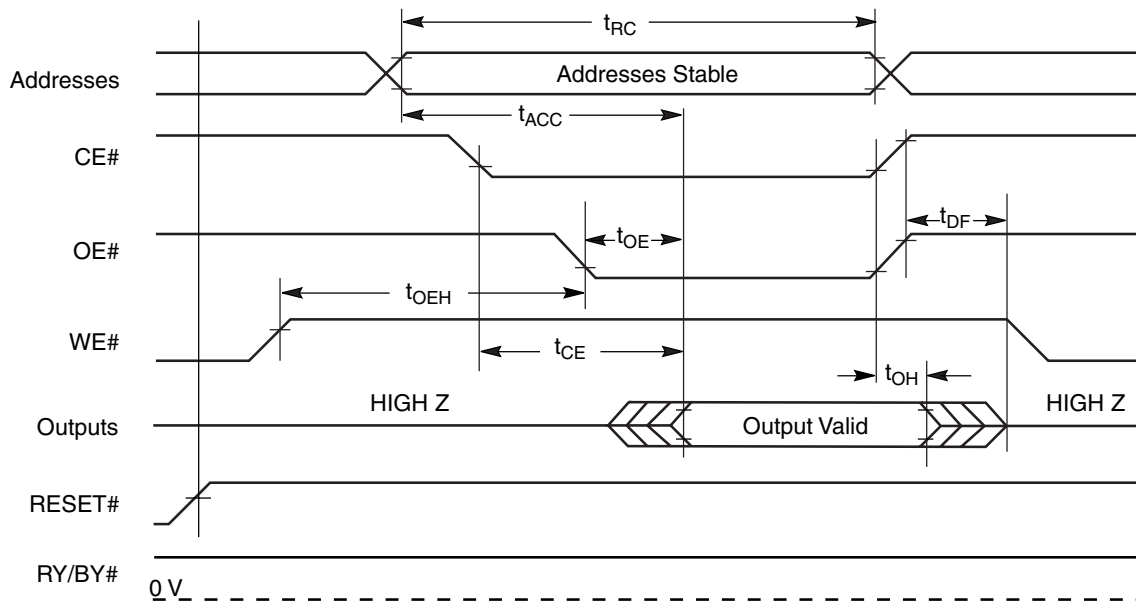 tRC
Addresses
Addresses Stable
tACC
CE#
tDF
OE#
tOE
tOEH
WE#
tCE
tOH
HIGH Z
HIGH Z
Outputs
Output Valid
RESET#
RY/BY#
0 V